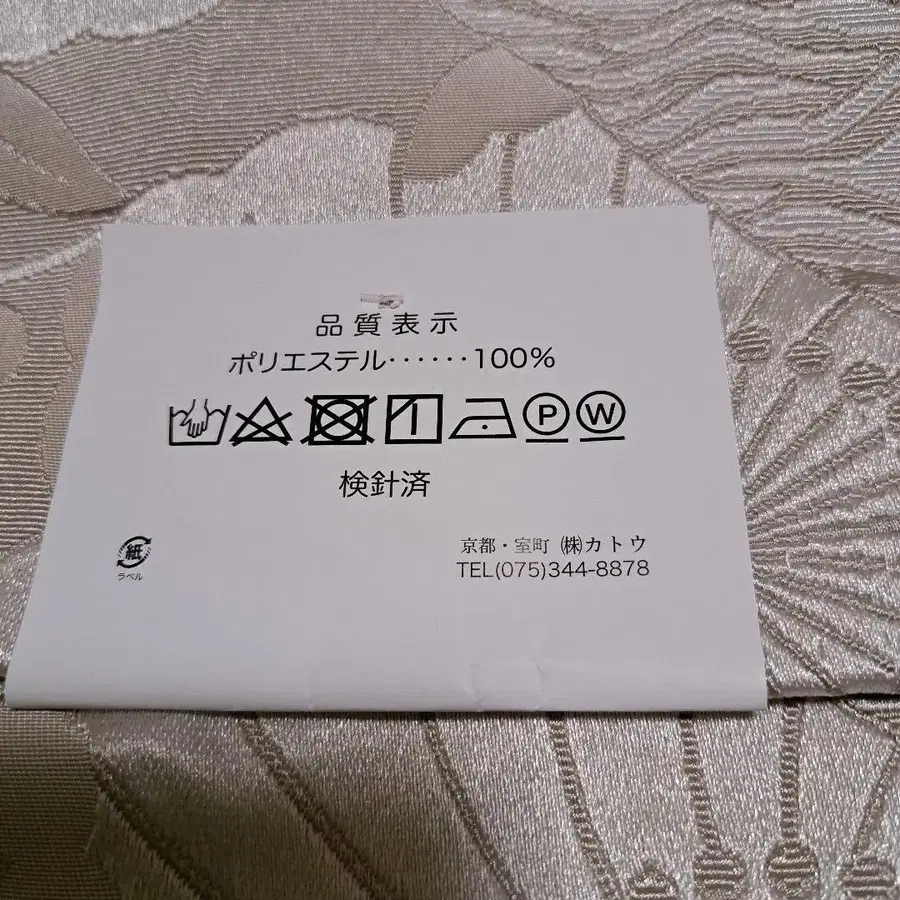 品質表示
ポリエステル‥‥‥100%
P W
検針済
紙
ラベル
京都・室町 ㈱カトウ
TEL(075)344-8878